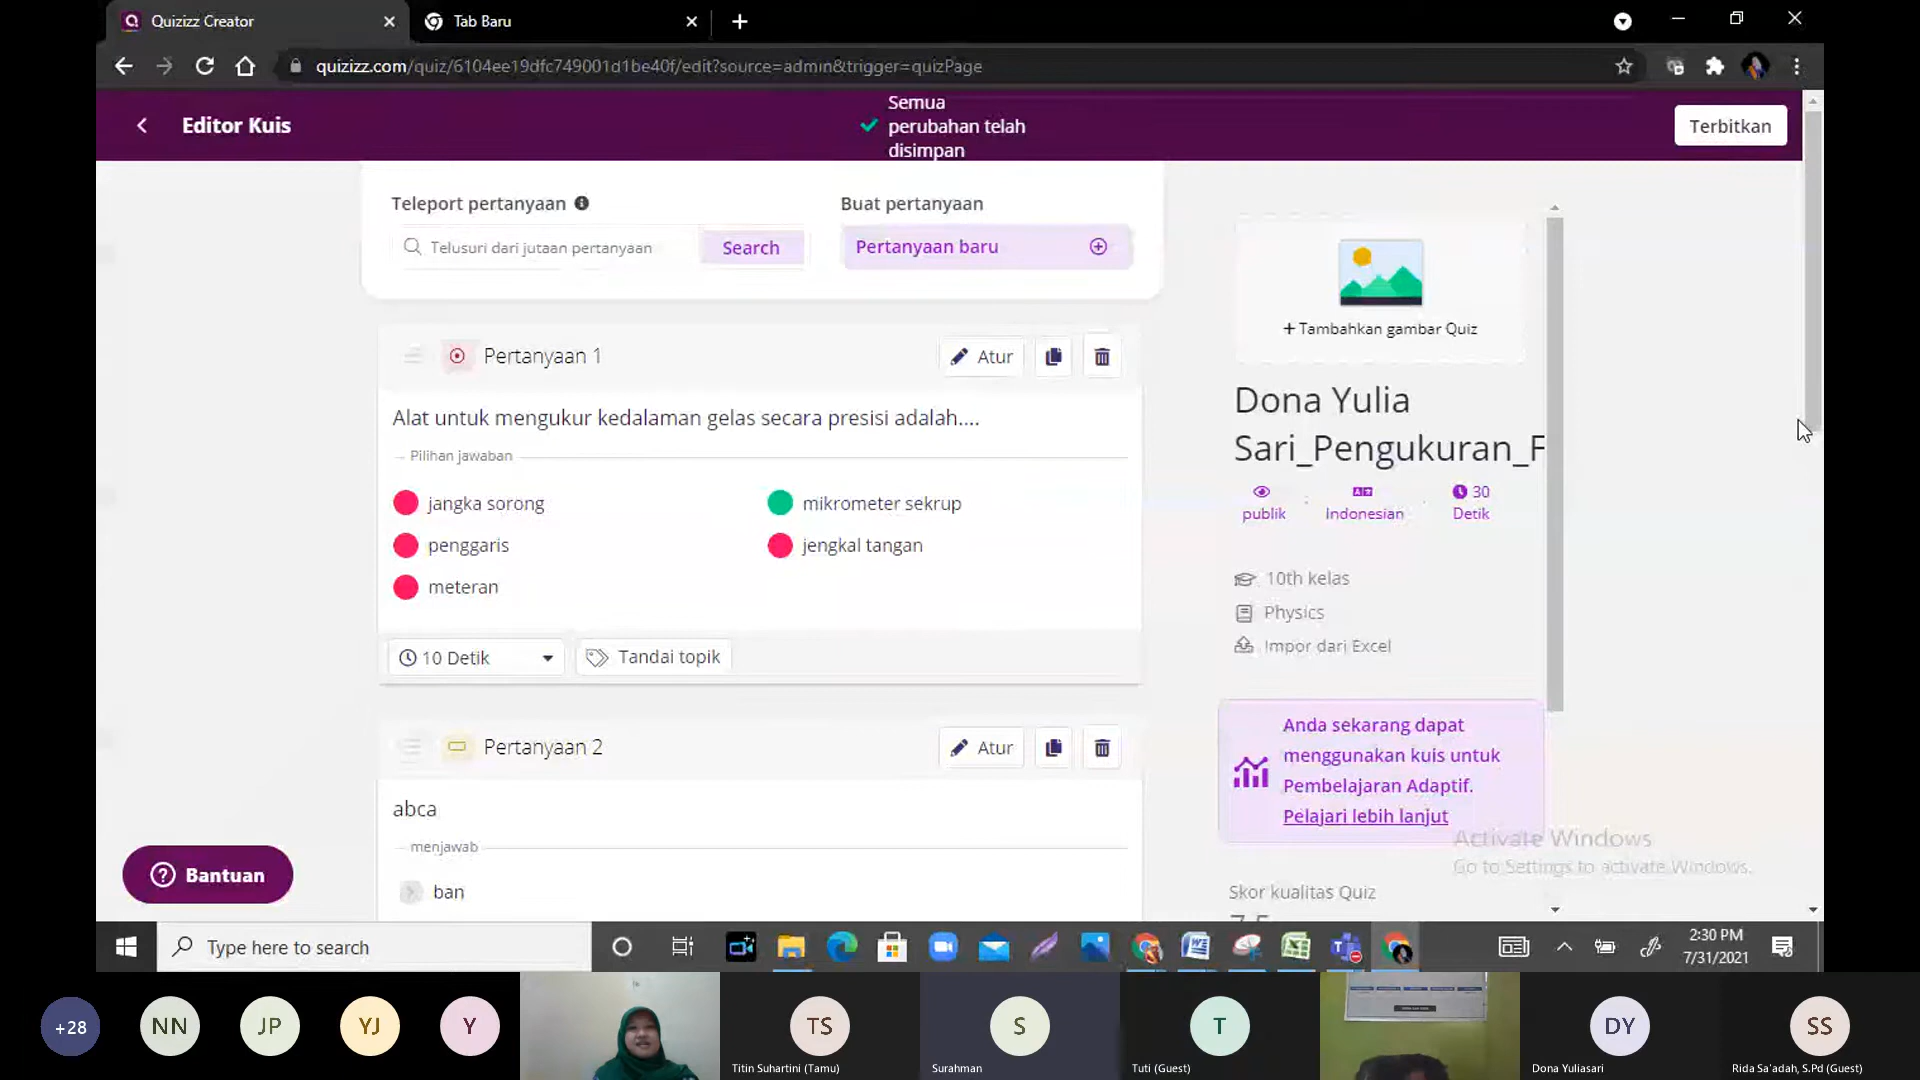 Quizizz Creator
Tab Baru
quizizz.com/quiz/6104ee19dfc749001d1be40f/edit?source=admin&trigger=quizPage
Editor Kuis
Semua
perubahan telah
disimpan
Terbitkan
Teleport pertanyaan
Buat pertanyaan
Telusuri dari jutaan pertanyaan
Search
Pertanyaan baru
+ Tambahkan gambar Quiz
Pertanyaan 1
Atur
Alat untuk mengukur kedalaman gelas secara presisi adalah....
Pilihan jawaban
jangka sorong
mikrometer sekrup
penggaris
jengkal tangan
meteran
10 Detik
Tandai topik
Dona Yulia
Sari_Pengukuran_F
publik
Indonesian
30
Detik
10th kelas
Physics
Impor dari Excel
Anda sekarang dapat
menggunakan kuis untuk
Pembelajaran Adaptif.
Pelajari lebih lanjut
Pertanyaan 2
Atur
abca
menjawab
ban
Bantuan
Activate Windows
Go to Settings to activate Windows.
Skor kualitas Quiz
Type here to search
2:30 PM
7/31/2021
+28
NN
JP
YJ
Y
TS
Titin Suhartini (Tamu)
S
Surahman
T
Tuti (Guest)
DY
Dona Yuliasari
SS
Rida Sa'adah, S.Pd (Guest)